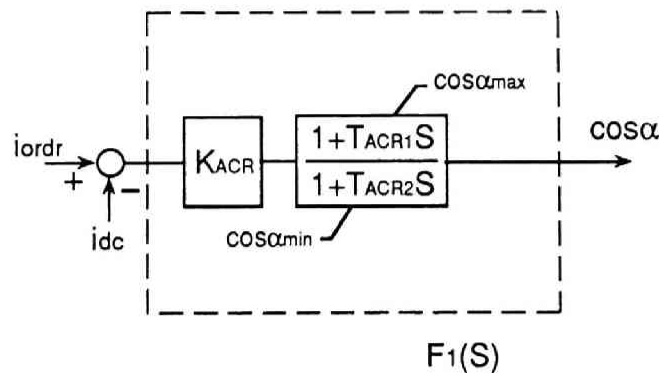 COSαmax
iordr
+
−
idc
KACR
1+TACR1S
1+TACR2S
COSα
COSαmin
F1(S)